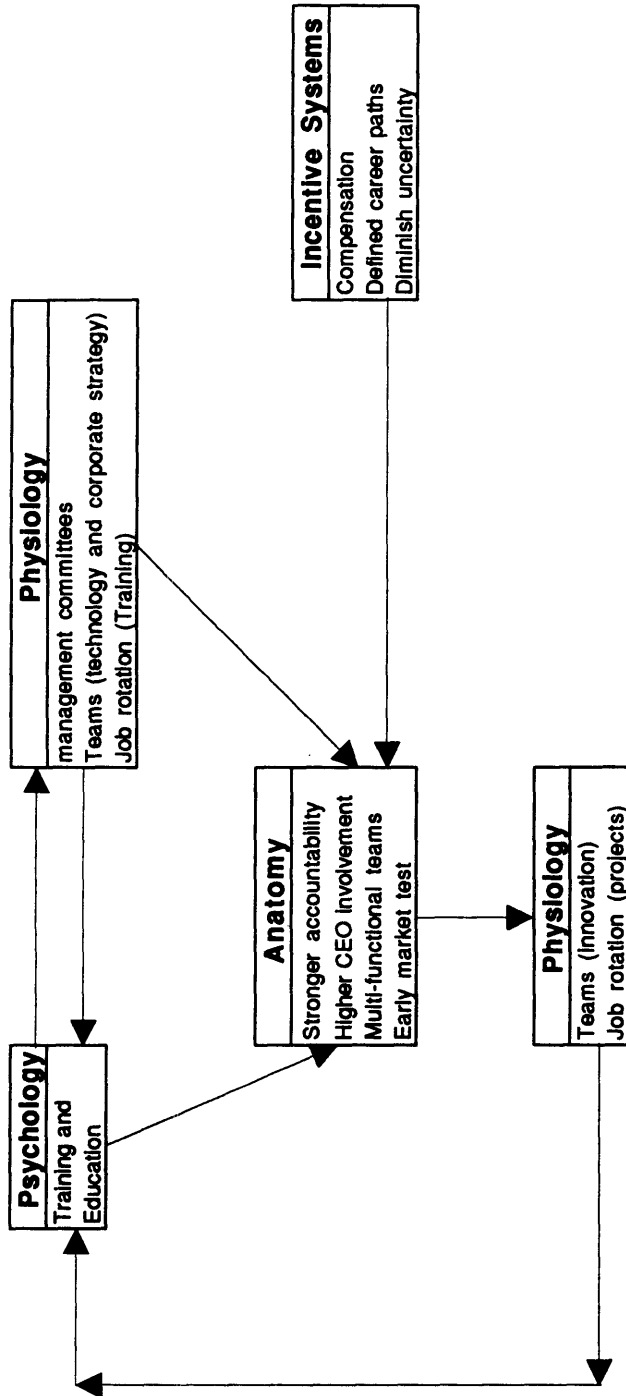 Psychology
Training and
Education
Physiology
management committees
Teams (technology and corporate strategy)
Job rotation (Training)
Anatomy
Stronger accountability
Higher CEO involvement
Multi-functional teams
Early market test
Incentive Systems
Compensation
Defined career paths
Diminish uncertainty
Physiology
Teams (Innovation)
Job rotation (projects)